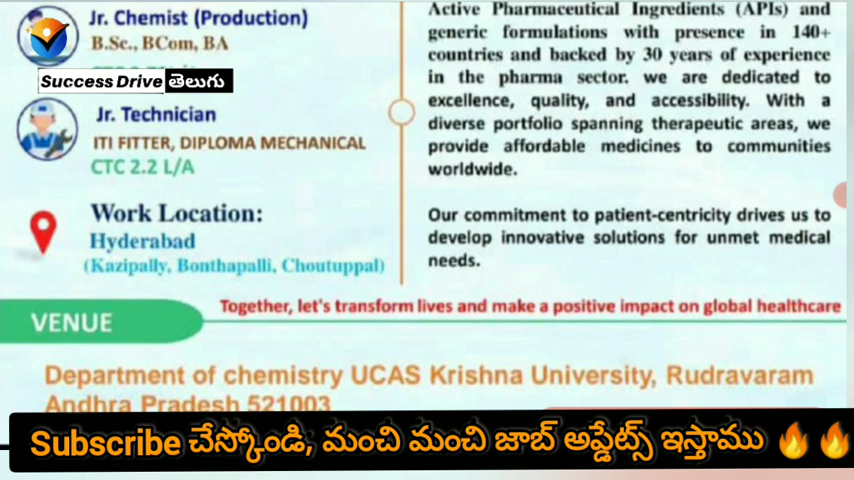 Jr. Chemist (Production)
B.Sc., BCom, BA
Success Drive తెలుగు
Jr. Technician
ITI FITTER, DIPLOMA MECHANICAL
CTC 2.2 L/A
Work Location:
Hyderabad
(Kazipally, Bonthapalli, Choutuppal)
Active Pharmaceutical Ingredients (APIs) and
generic formulations with presence in 140+
countries and backed by 30 years of experience
in the pharma sector. we are dedicated to
excellence, quality, and accessibility. With a
diverse portfolio spanning therapeutic areas, we
provide affordable medicines to communities
worldwide.
Our commitment to patient-centricity drives us to
develop innovative solutions for unmet medical
needs.
Together, let's transform lives and make a positive impact on global healthcare
VENUE
Department of chemistry UCAS Krishna University, Rudravaram
Andhra Pradesh 521003
Subscribe చేస్కోండి, మంచి మంచి జాబ్ అప్డేట్స్ ఇస్తాము 🔥🔥